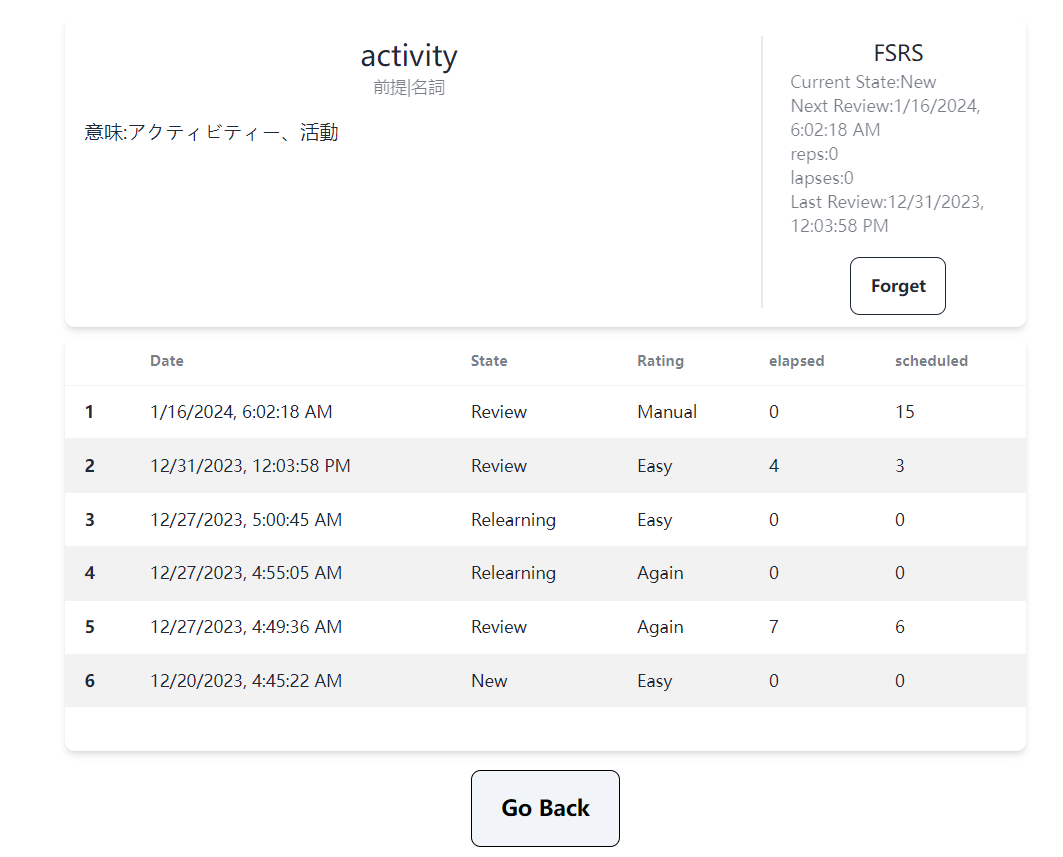 activity
前提|名詞
意味:アクティビティー、活動
FSRS
Current State:New
Next Review:1/16/2024,
6:02:18 AM
reps:0
lapses:0
Last Review:12/31/2023,
12:03:58 PM
Forget
Date State Rating elapsed scheduled
1 1/16/2024, 6:02:18 AM Review Manual 0 15
2 12/31/2023, 12:03:58 PM Review Easy 4 3
3 12/27/2023, 5:00:45 AM Relearning Easy 0 0
4 12/27/2023, 4:55:05 AM Relearning Again 0 0
5 12/27/2023, 4:49:36 AM Review Again 7 6
6 12/20/2023, 4:45:22 AM New Easy 0 0
Go Back